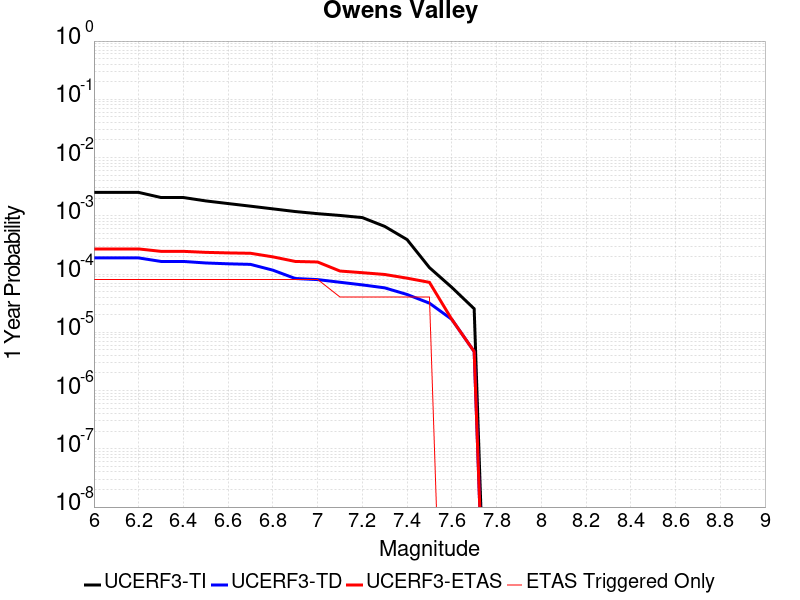 Owens Valley
10^0
10^-1
10^-2
10^-3
10^-4
10^-5
10^-6
10^-7
10^-8
1 Year Probability
6 6.2 6.4 6.6 6.8 7 7.2 7.4 7.6 7.8 8 8.2 8.4 8.6 8.8 9
Magnitude
UCERF3-TI UCERF3-TD UCERF3-ETAS ETAS Triggered Only